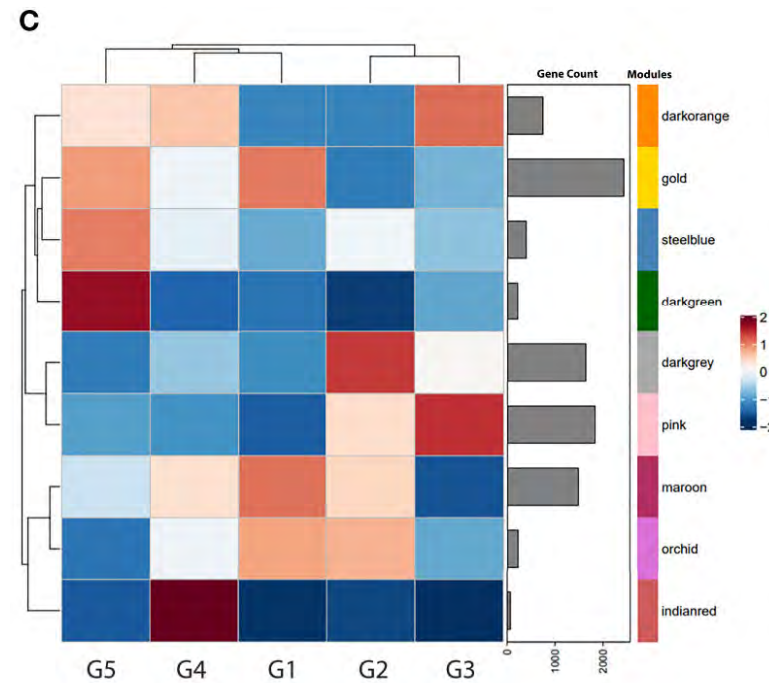 C
Gene Count Modules
darkorange
gold
steelblue
darkgreen
2
darkgrey
1
0
pink
-1
maroon
orchid
indianred
0 1000 2000
G5 G4 G1 G2 G3